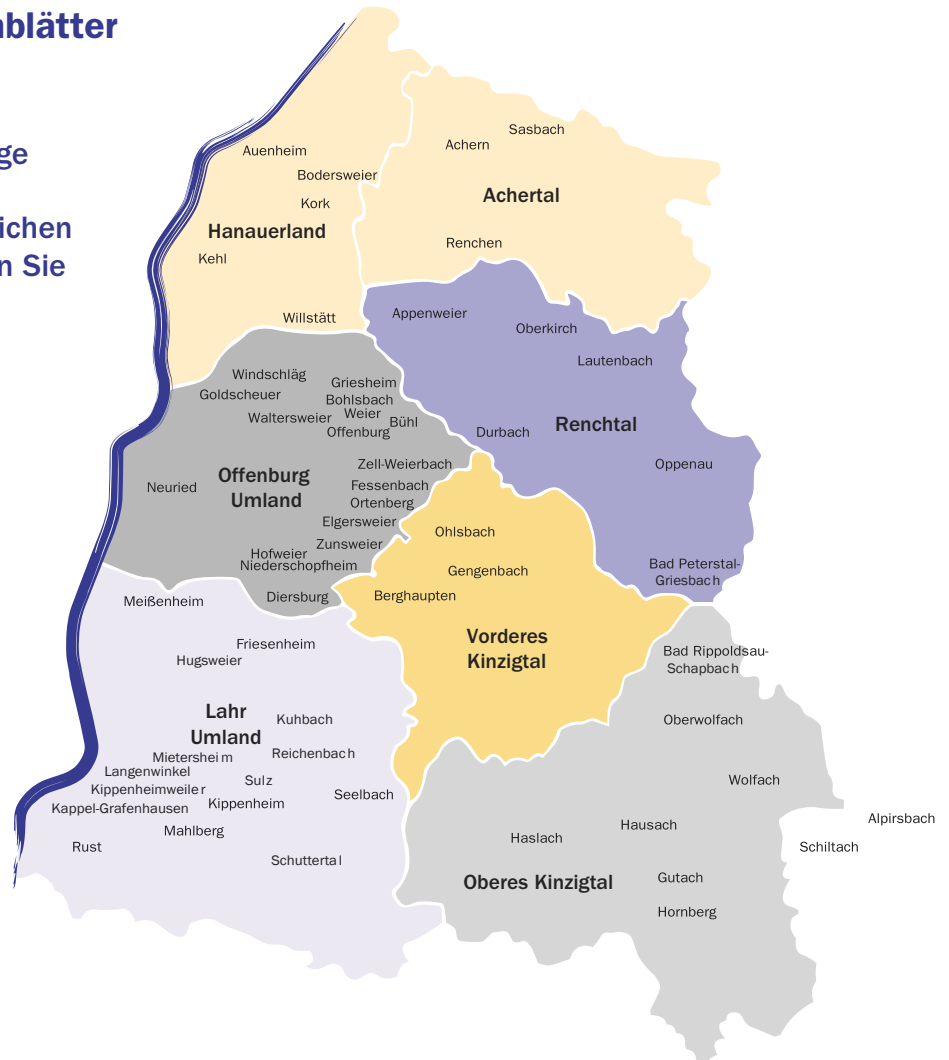 nblätter
ge
ichen
n Sie
Sasbach
Achern
Auenheim
Bodersweier
Achertal
Kork
Hanauerland
Renchen
Kehl
Appenweier
Willstätt
Oberkirch
Lautenbach
Windschläg
Griesheim
Goldscheuer
Bohlsbach
Weier
Waltersweier
Bühl
Offenburg
Durbach
Renchtal
Zell-Weierbach
Oppenau
Offenburg
Umland
Neuried
Fessenbach
Ortenberg
Elgersweier
Ohlsbach
Zunsweier
Hofweier
Niederschopfheim
Gengenbach
Bad Peterstal-
Griesbach
Diersburg
Berghaupten
Meißenheim
Vorderes
Kinzigtal
Friesenheim
Hugsweier
Bad Rippoldsau-
Schapbach
Lahr
Umland
Kuhbach
Oberwolfach
Reichenbach
Mietersheim
Langenwinkel
Sulz
Wolfach
Kippenheimweiler
Seelbach
Kappel-Grafenhausen
Kippenheim
Alpirsbach
Mahlberg
Hausach
Haslach
Rust
Schiltach
Schuttertal
Gutach
Oberes Kinzigtal
Hornberg